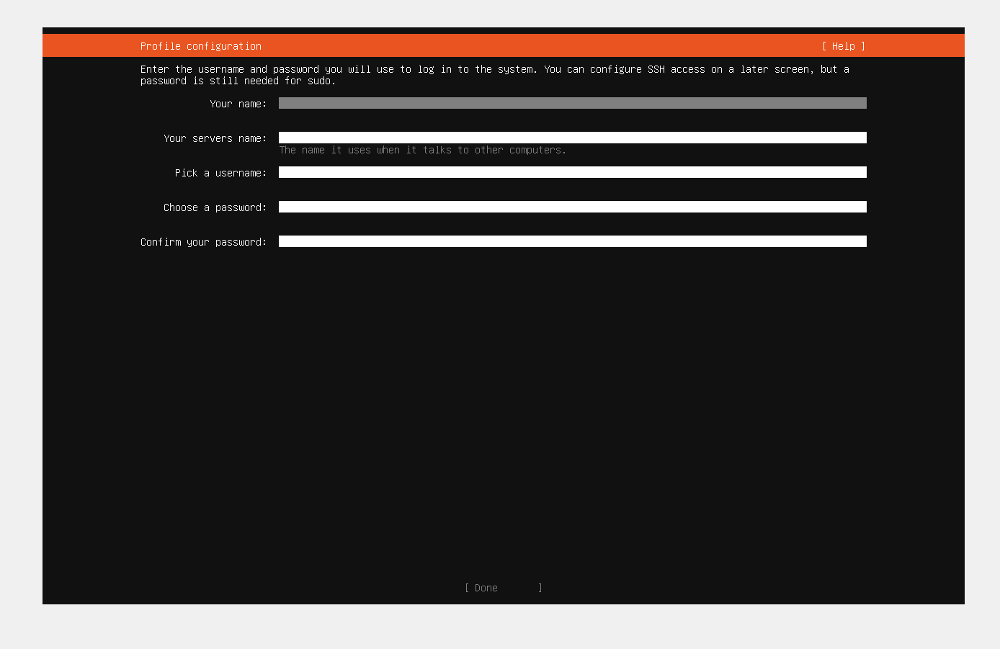 Profile configuration [ Help ]
Enter the username and password you will use to log in to the system. You can configure SSH access on a later screen, but a
password is still needed for sudo.
Your name:
Your servers name:
The name it uses when it talks to other computers.
Pick a username:
Choose a password:
Confirm your password:
[ Done ]